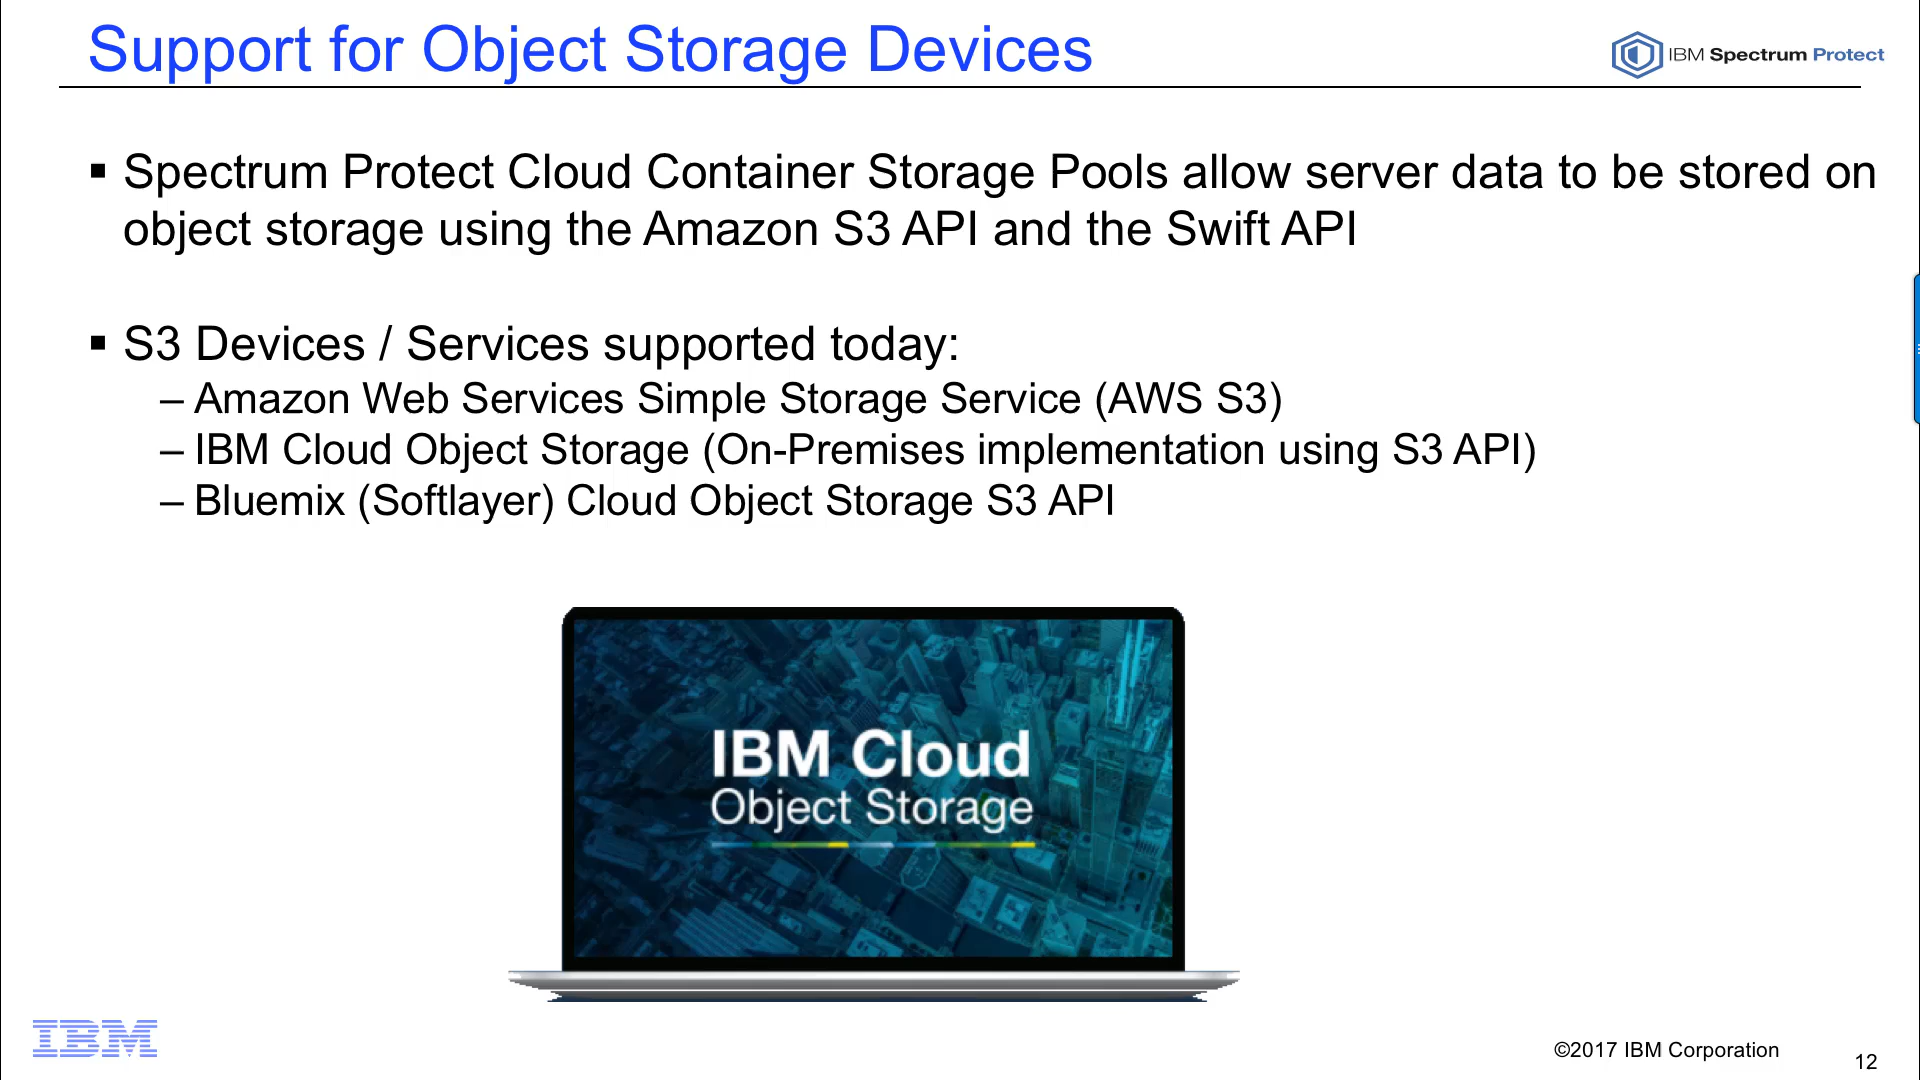 Support for Object Storage Devices
IBM Spectrum Protect
▪ Spectrum Protect Cloud Container Storage Pools allow server data to be stored on
object storage using the Amazon S3 API and the Swift API
▪ S3 Devices / Services supported today:
– Amazon Web Services Simple Storage Service (AWS S3)
– IBM Cloud Object Storage (On-Premises implementation using S3 API)
– Bluemix (Softlayer) Cloud Object Storage S3 API
IBM Cloud
Object Storage
IBM
©2017 IBM Corporation
12